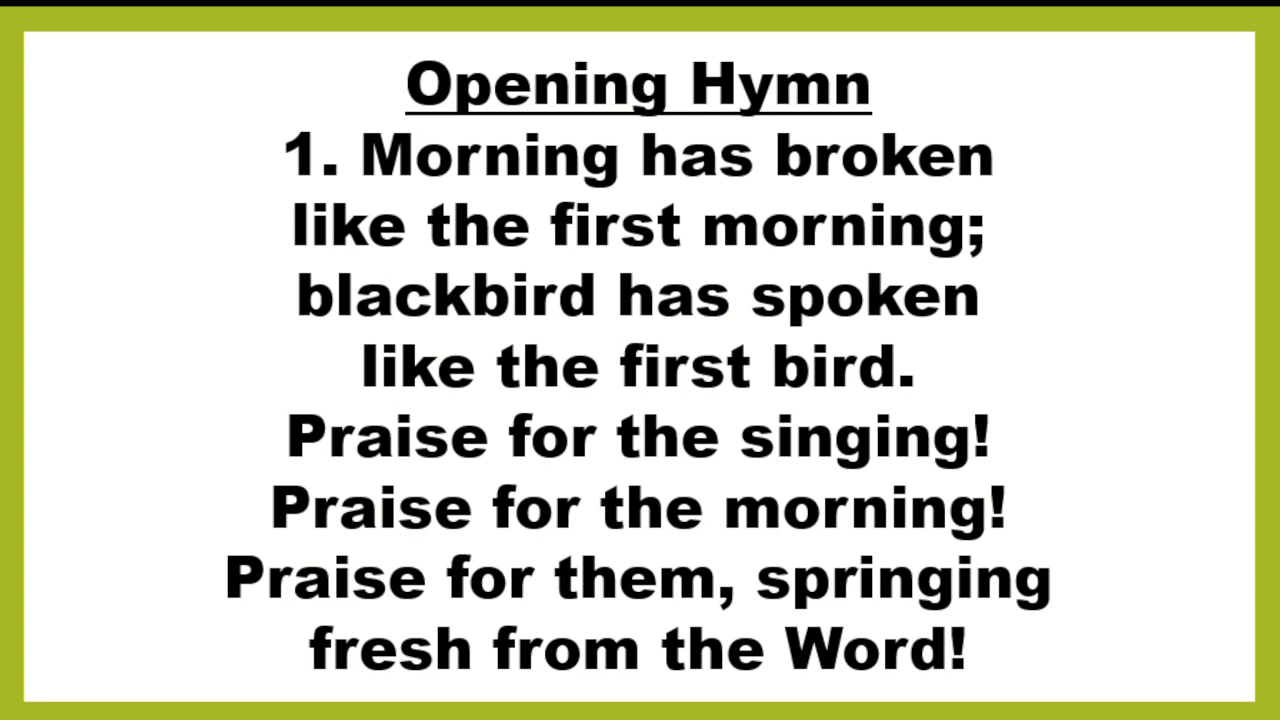 Opening Hymn
1. Morning has broken
like the first morning;
blackbird has spoken
like the first bird.
Praise for the singing!
Praise for the morning!
Praise for them, springing
fresh from the Word!